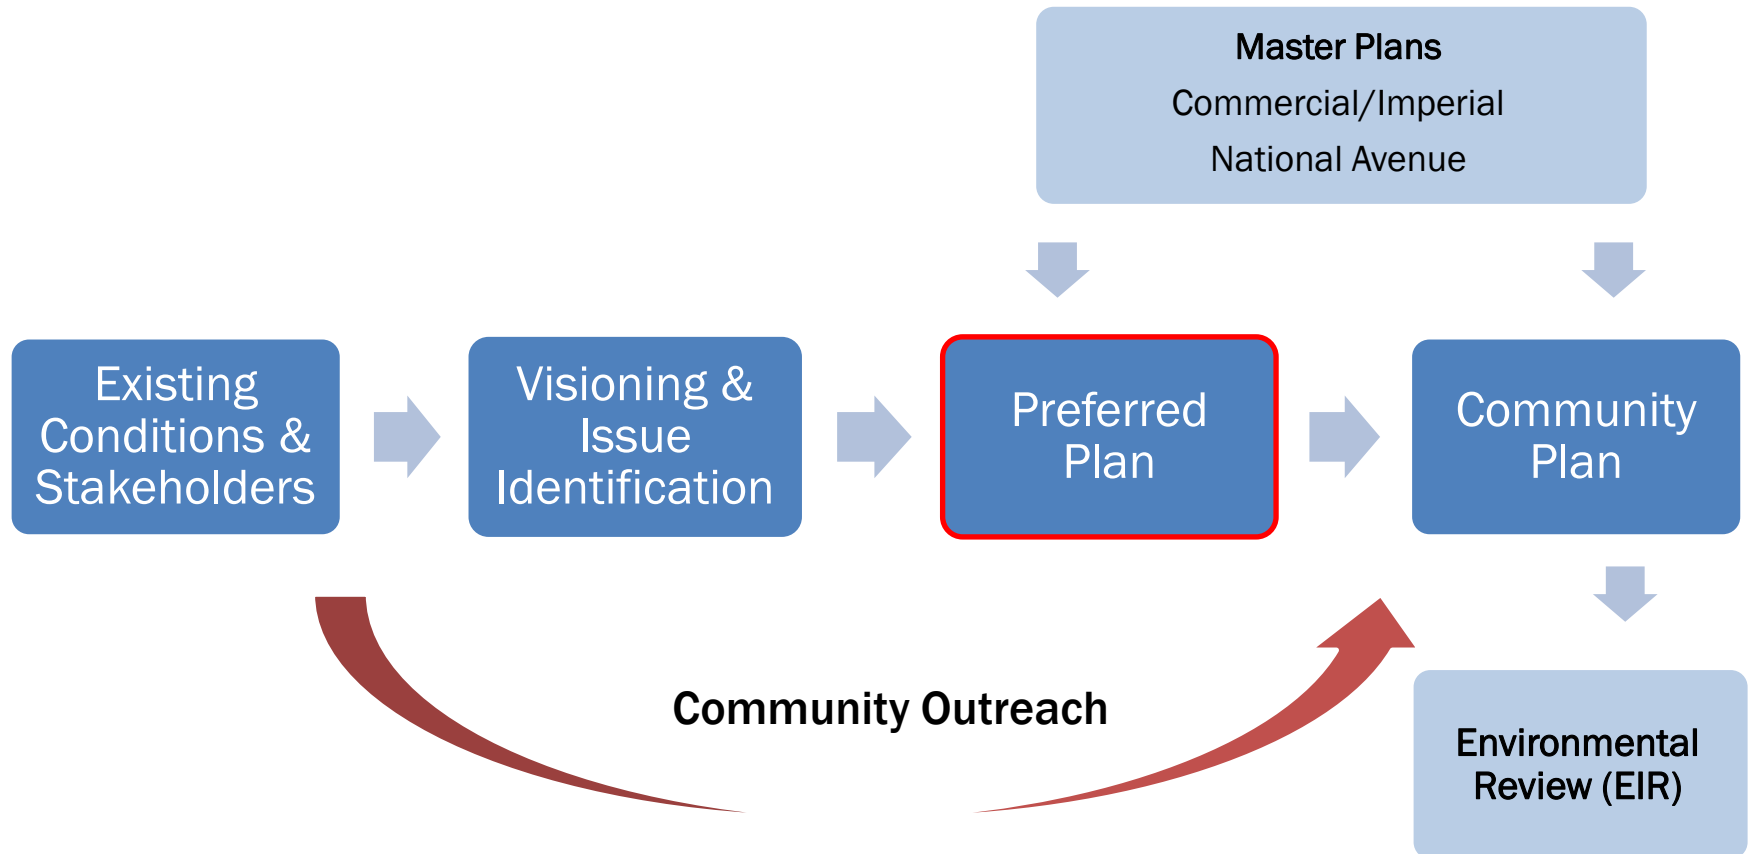 Master Plans
Commercial/Imperial
National Avenue
Existing
Conditions &
Stakeholders
Visioning &
Issue
Identification
Preferred
Plan
Community
Plan
Community Outreach
Environmental
Review (EIR)